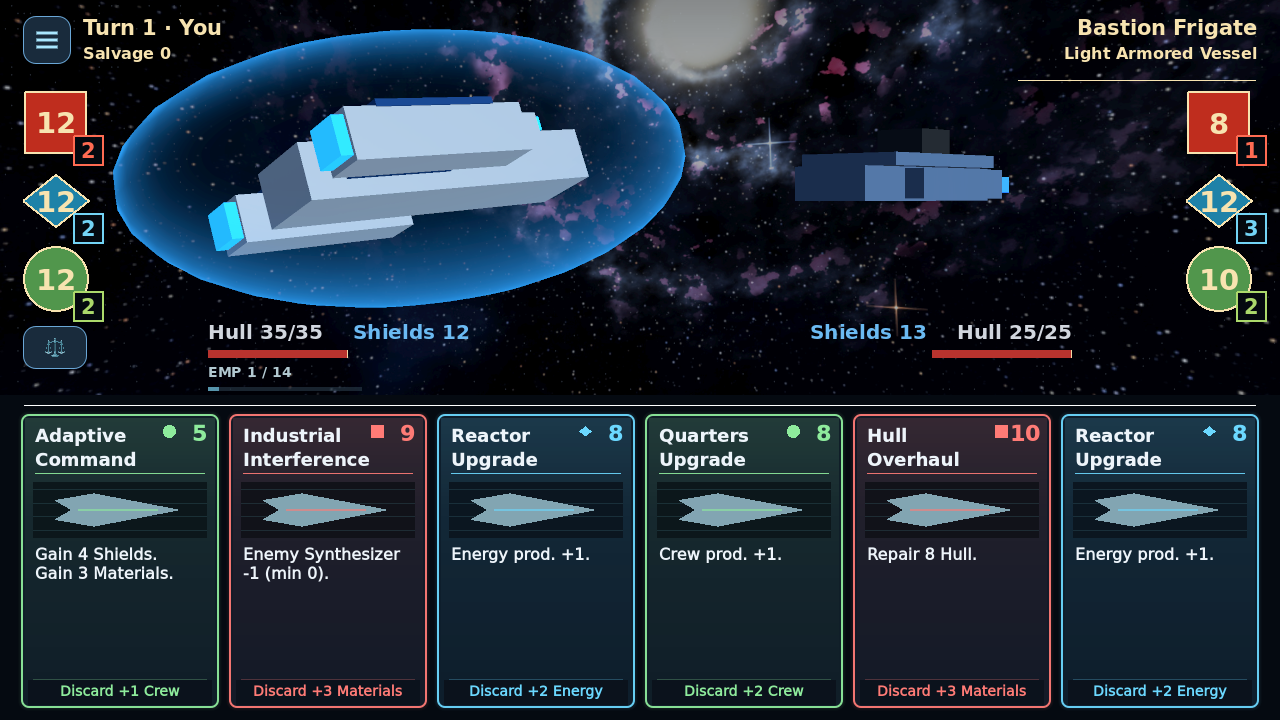 Turn 1 · You
Salvage 0
Bastion Frigate
Light Armored Vessel
12
2
12
2
12
2
8
1
12
3
10
2
Hull 35/35 Shields 12
EMP 1 / 14
Shields 13 Hull 25/25
Adaptive
Command
5
Gain 4 Shields.
Gain 3 Materials.
Discard +1 Crew
Industrial
Interference
9
Enemy Synthesizer
-1 (min 0).
Discard +3 Materials
Reactor
Upgrade
8
Energy prod. +1.
Discard +2 Energy
Quarters
Upgrade
8
Crew prod. +1.
Discard +2 Crew
Hull
Overhaul
10
Repair 8 Hull.
Discard +3 Materials
Reactor
Upgrade
8
Energy prod. +1.
Discard +2 Energy